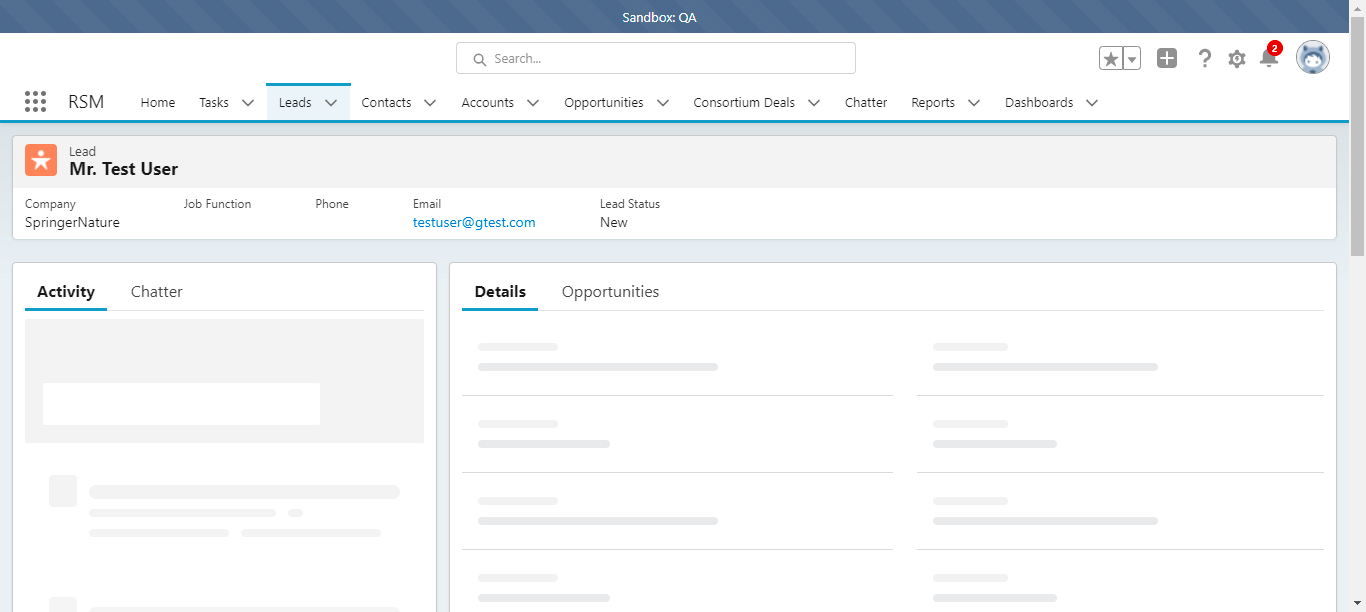 Sandbox: QA
Search...
2
RSM Home Tasks Leads Contacts Accounts Opportunities Consortium Deals Chatter Reports Dashboards
Lead
Mr. Test User
Company Job Function Phone Email Lead Status
SpringerNature testuser@gtest.com New
Activity Chatter Details Opportunities